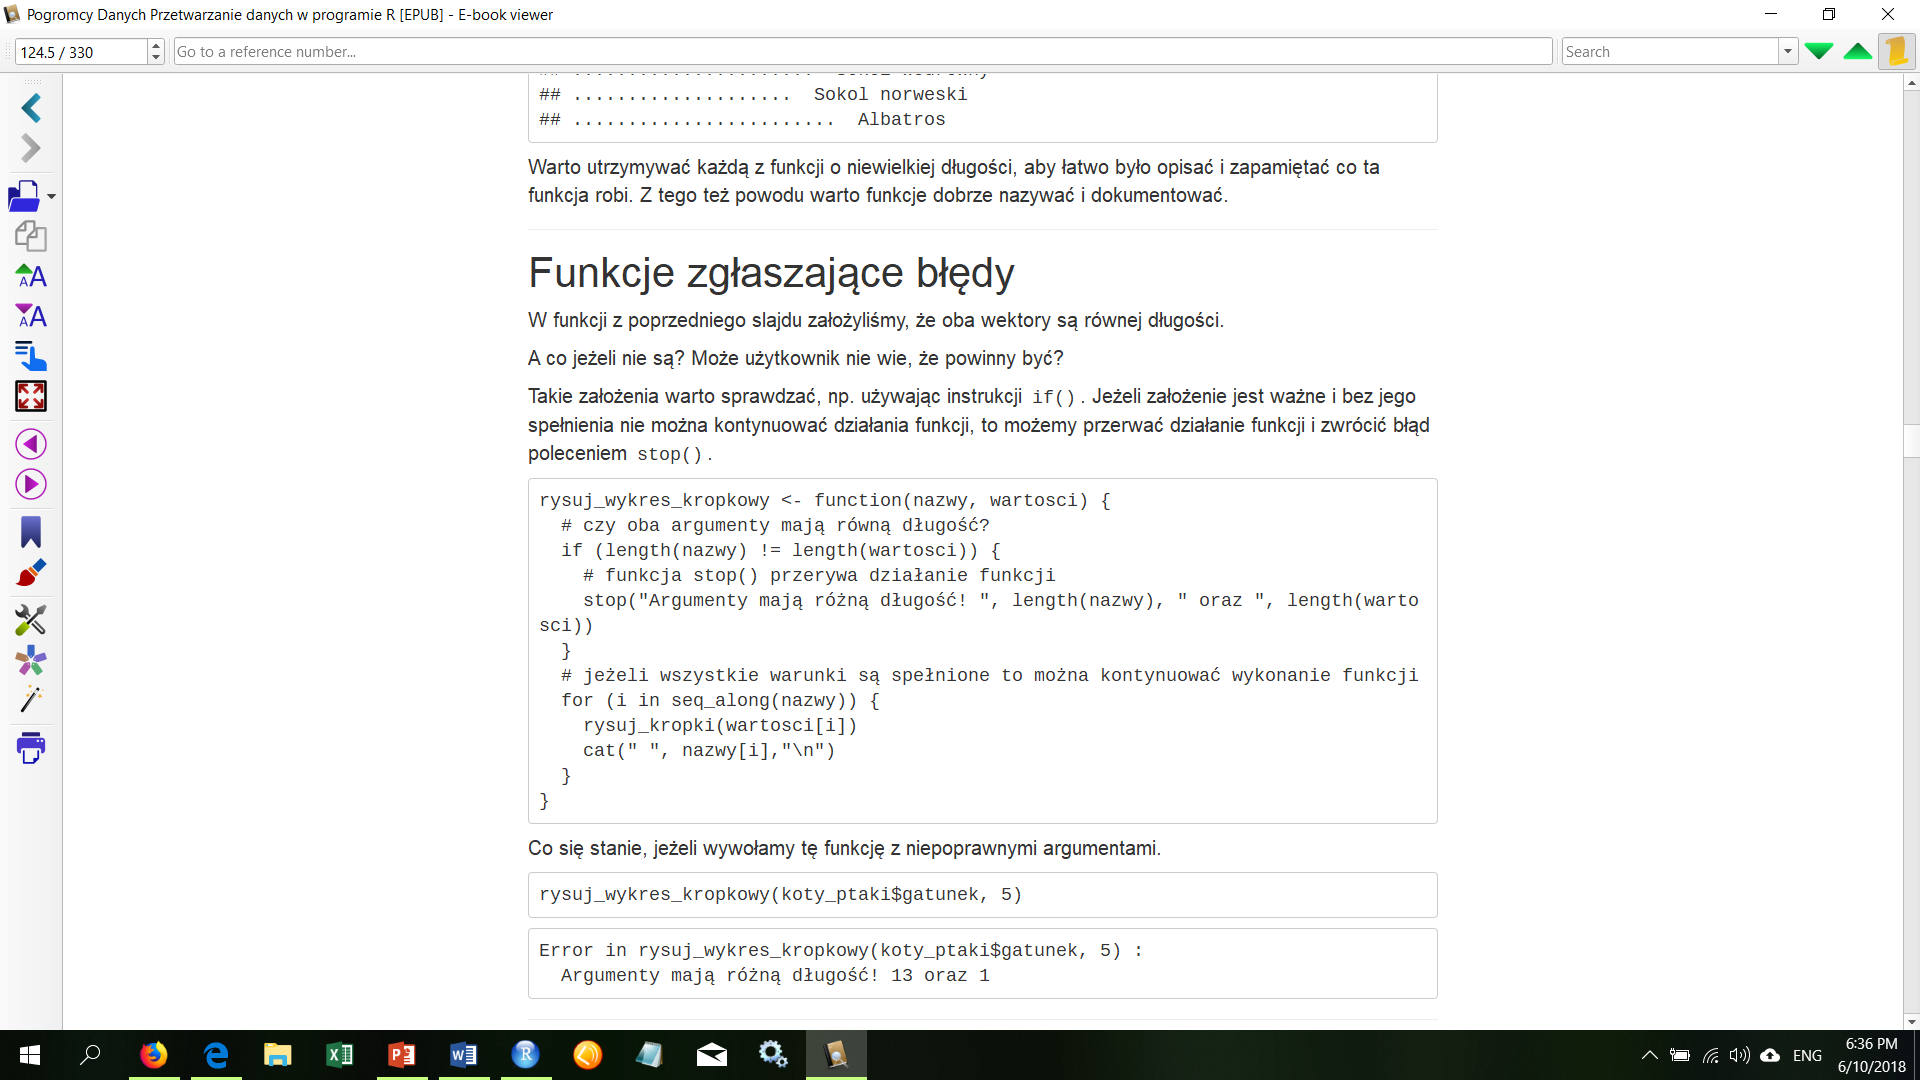 Pogromcy Danych Przetwarzanie danych w programie R [EPUB] - E-book viewer
124.5 / 330
Go to a reference number...
Search
## ....................  Sokol norweski
## ........................  Albatros
Warto utrzymywać każdą z funkcji o niewielkiej długości, aby łatwo było opisać i zapamiętać co ta
funkcja robi. Z tego też powodu warto funkcje dobrze nazywać i dokumentować.
Funkcje zgłaszające błędy
W funkcji z poprzedniego slajdu założyliśmy, że oba wektory są równej długości.
A co jeżeli nie są? Może użytkownik nie wie, że powinny być?
Takie założenia warto sprawdzać, np. używając instrukcji if(). Jeżeli założenie jest ważne i bez jego
spełnienia nie można kontynuować działania funkcji, to możemy przerwać działanie funkcji i zwrócić błąd
poleceniem stop().
rysuj_wykres_kropkowy <- function(nazwy, wartosci) {
  # czy oba argumenty mają równą długość?
  if (length(nazwy) != length(wartosci)) {
    # funkcja stop() przerywa działanie funkcji
    stop("Argumenty mają różną długość! ", length(nazwy), " oraz ", length(warto
sci))
  }
  # jeżeli wszystkie warunki są spełnione to można kontynuować wykonanie funkcji
  for (i in seq_along(nazwy)) {
    rysuj_kropki(wartosci[i])
    cat(" ", nazwy[i],"\n")
  }
}
Co się stanie, jeżeli wywołamy tę funkcję z niepoprawnymi argumentami.
rysuj_wykres_kropkowy(koty_ptaki$gatunek, 5)
Error in rysuj_wykres_kropkowy(koty_ptaki$gatunek, 5) :
  Argumenty mają różną długość! 13 oraz 1
ENG
6:36 PM
6/10/2018